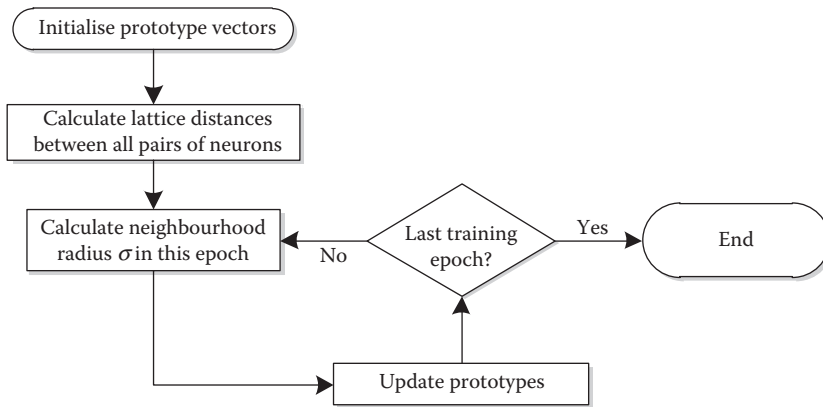 Initialise prototype vectors
Calculate lattice distances
between all pairs of neurons
Calculate neighbourhood
radius σ in this epoch
Last training
epoch?
No
Yes
End
Update prototypes